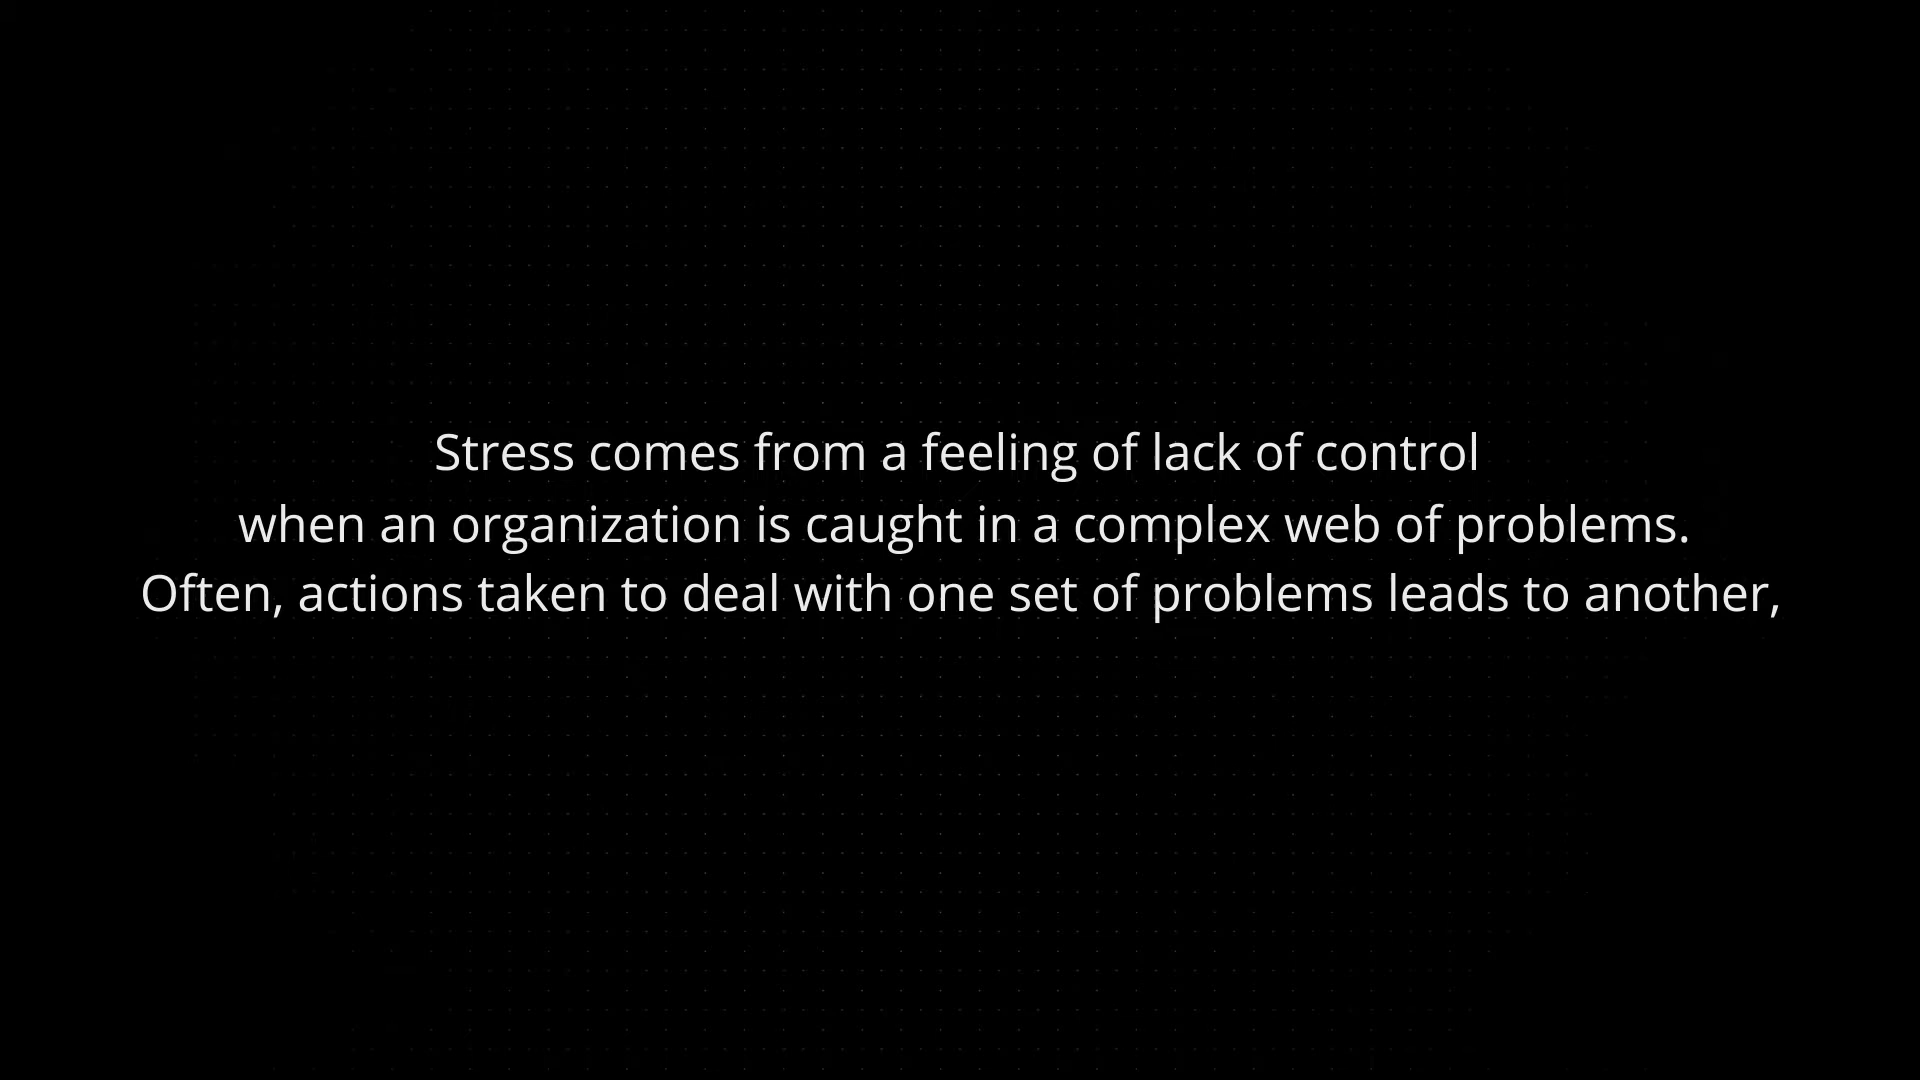 Stress comes from a feeling of lack of control
when an organization is caught in a complex web of problems.
Often, actions taken to deal with one set of problems leads to another,